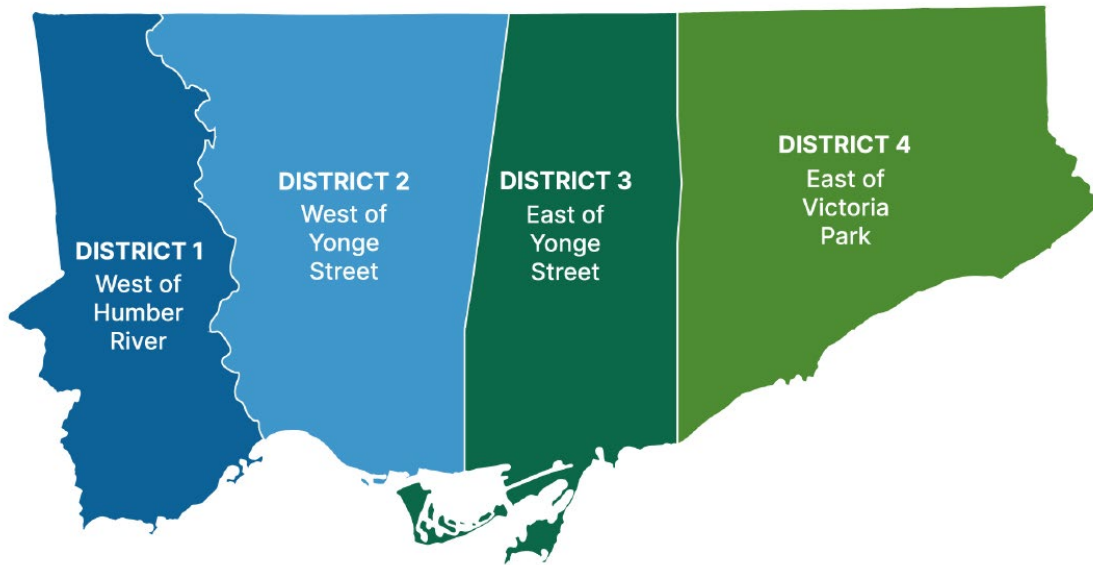 DISTRICT 1
West of
Humber
River
DISTRICT 2
West of
Yonge
Street
DISTRICT 3
East of
Yonge
Street
DISTRICT 4
East of
Victoria
Park